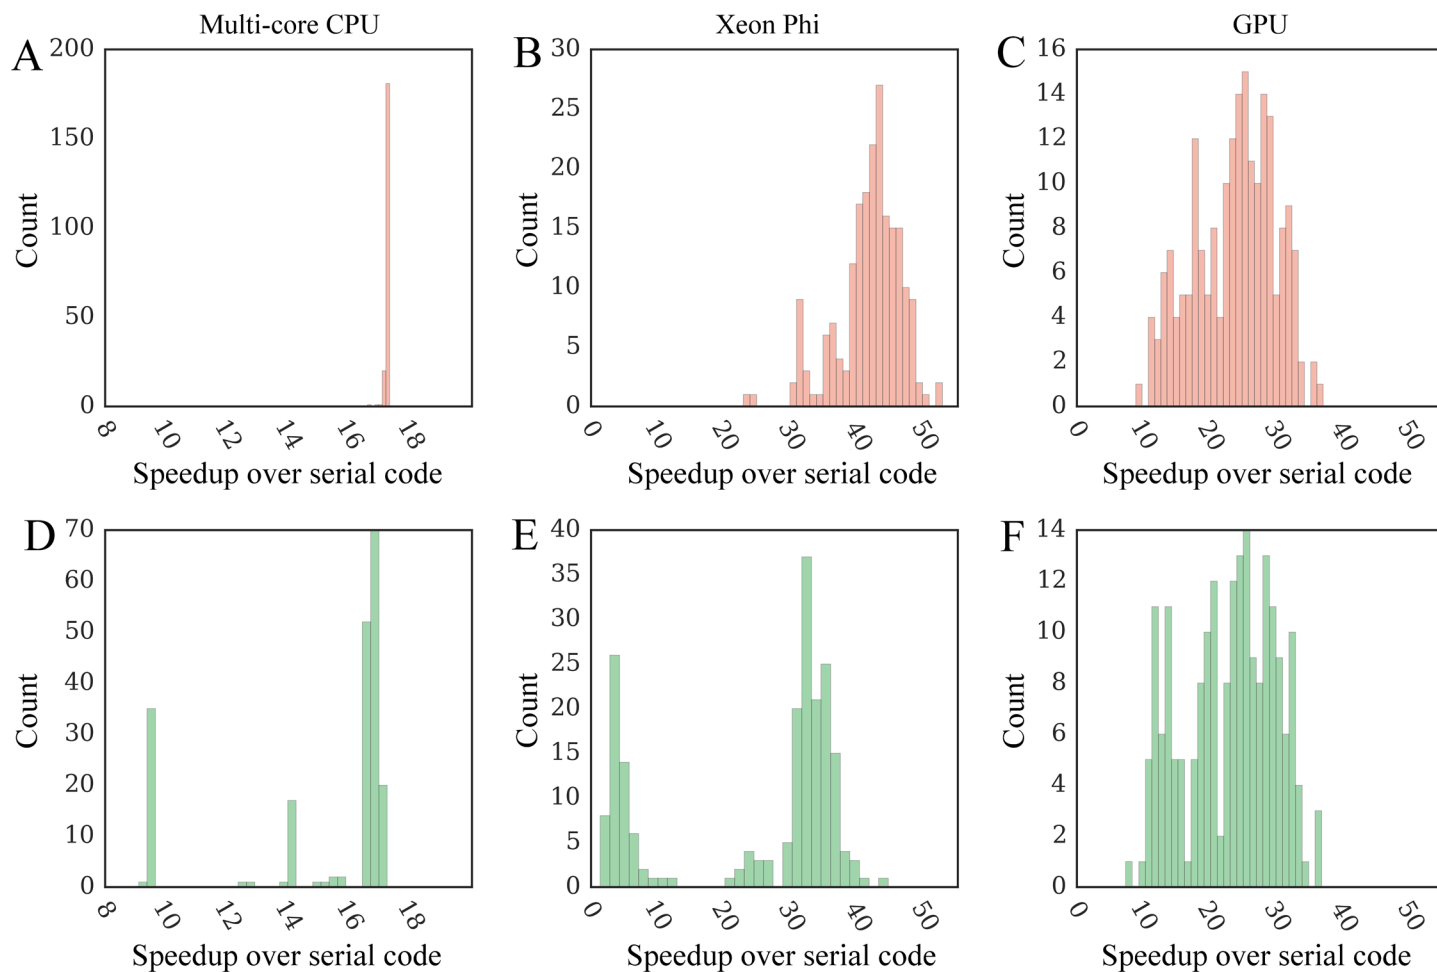 Multi-core CPU
Xeon Phi
GPU
A
200
150
100
50
0
Count
8 10 12 14 16 18
Speedup over serial code
B
30
25
20
15
10
5
0
Count
0 10 20 30 40 50
Speedup over serial code
C
16
14
12
10
8
6
4
2
0
Count
0 10 20 30 40 50
Speedup over serial code
D
70
60
50
40
30
20
10
0
Count
8 10 12 14 16 18
Speedup over serial code
E
40
35
30
25
20
15
10
5
0
Count
0 10 20 30 40 50
Speedup over serial code
F
14
12
10
8
6
4
2
0
Count
0 10 20 30 40 50
Speedup over serial code